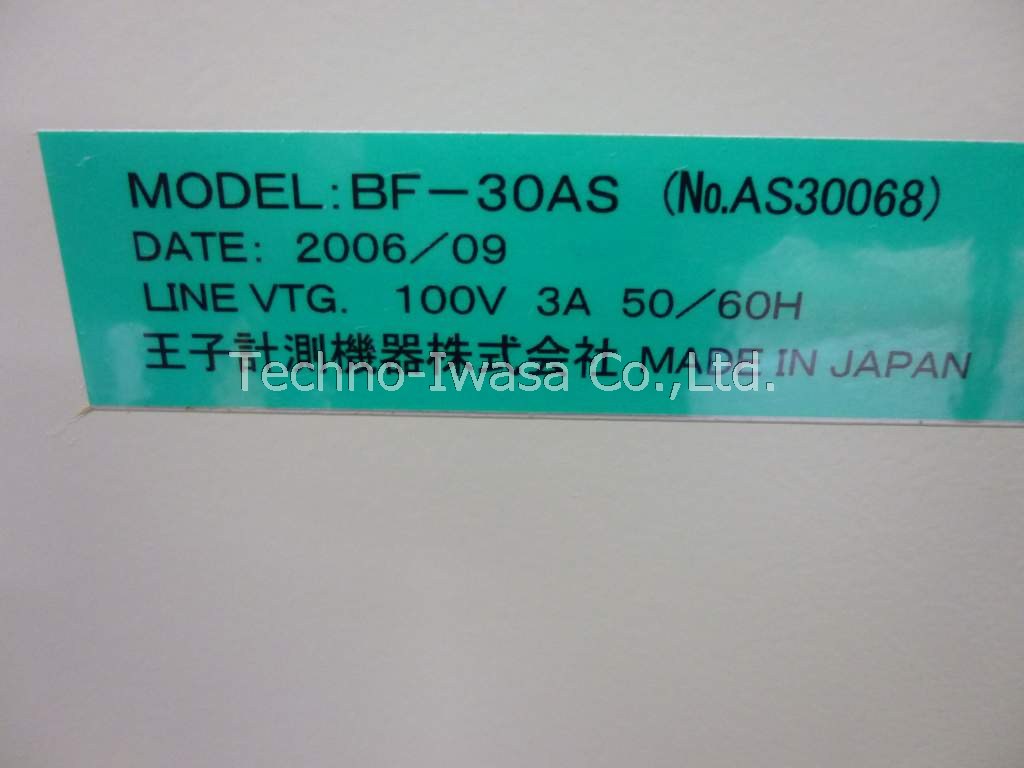 MODEL:BF-30AS (No.AS30068)
DATE: 2006/09
LINE VTG. 100V 3A 50/60H
王子計測機器株式会社 MADE IN JAPAN
Techno-Iwasa Co.,Ltd.